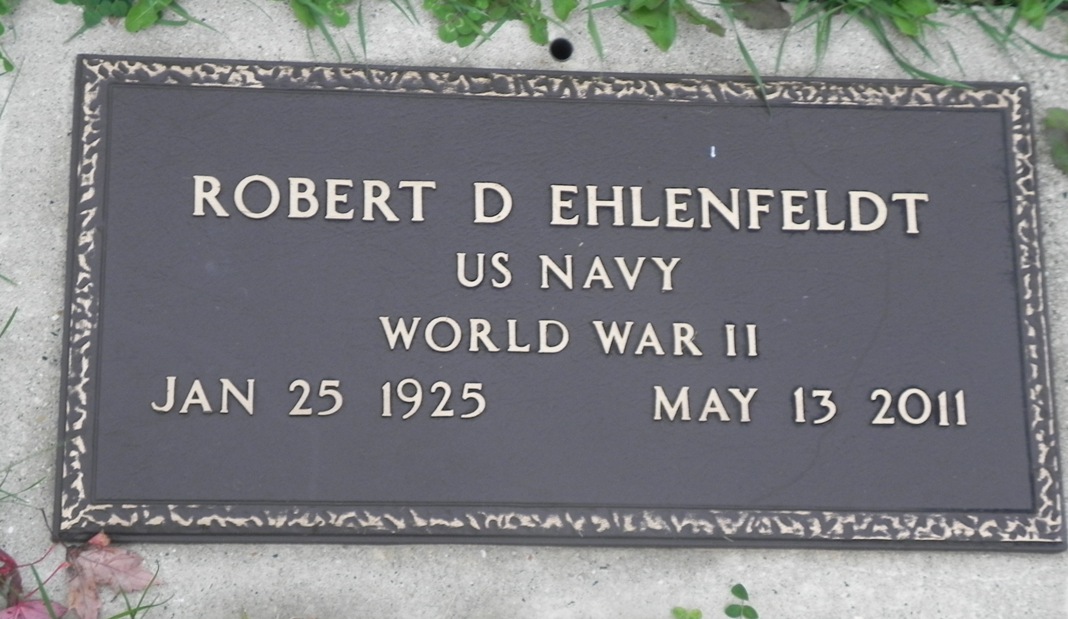 ROBERT D EHLENFELDT
US NAVY
WORLD WAR II
JAN 25 1925 MAY 13 2011